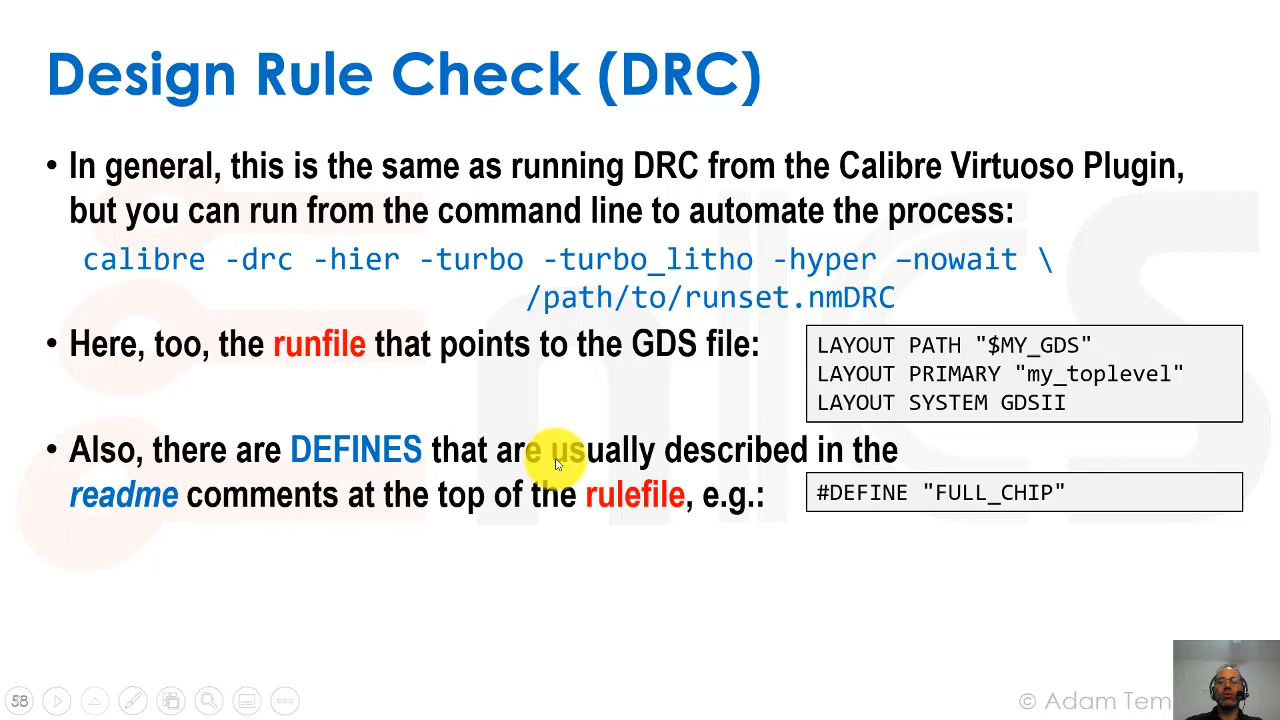 Design Rule Check (DRC)
• In general, this is the same as running DRC from the Calibre Virtuoso Plugin,
but you can run from the command line to automate the process:
calibre -drc -hier -turbo -turbo_litho -hyper –nowait \
/path/to/runset.nmDRC
• Here, too, the runfile that points to the GDS file:
LAYOUT PATH "$MY_GDS"
LAYOUT PRIMARY "my_toplevel"
LAYOUT SYSTEM GDSII
• Also, there are DEFINES that are usually described in the
readme comments at the top of the rulefile, e.g.:
#DEFINE "FULL_CHIP"
58
© Adam Tem